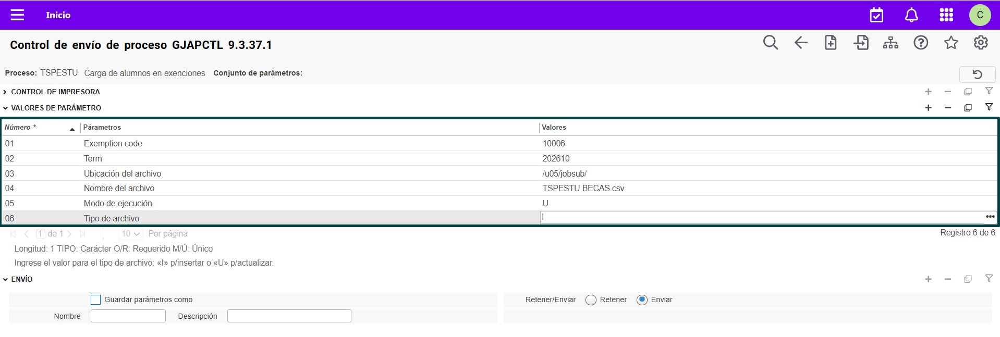 Inicio
C
Control de envío de proceso GJAPCTL 9.3.37.1
Proceso: TSPESTU Carga de alumnos en exenciones Conjunto de parámetros:
CONTROL DE IMPRESORA
VALORES DE PARÁMETRO
Número * Párametros Valores
01 Exemption code 10006
02 Term 202610
03 Ubicación del archivo /u05/jobsub/
04 Nombre del archivo TSPESTU BECAS.csv
05 Modo de ejecución U
06 Tipo de archivo I
1 de 1 10 Por página Registro 6 de 6
Longitud: 1 TIPO: Carácter O/R: Requerido M/Ú: Único
Ingrese el valor para el tipo de archivo: «I» p/insertar o «U» p/actualizar.
ENVÍO
Guardar parámetros como Retener/Enviar Retener Enviar
Nombre Descripción